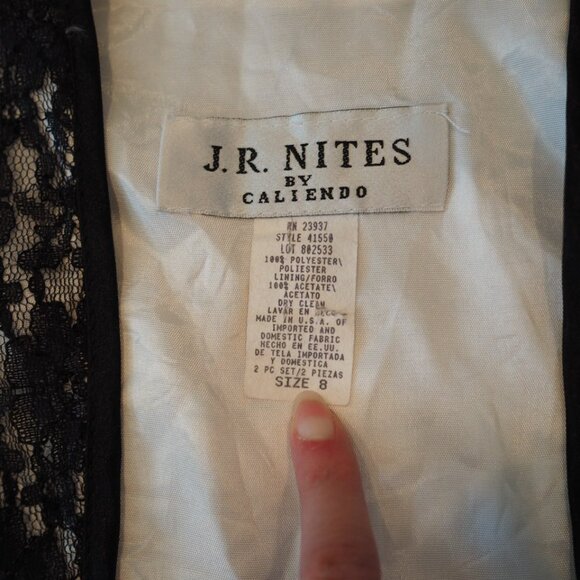 J.R. NITES
BY
CALIENDO
RN 23937
STYLE 41550
LOT 802533
100% POLYESTER\
POLIESTER
LINING/FORRO
100% ACETATE\
ACETATO
DRY CLEAN
LAVAR EN
MADE IN U.S.A. OF
IMPORTED AND
DOMESTIC FABRIC
HECHO EN EE.UU.
DE TELA IMPORTADA
Y DOMESTICA
2 PC SET/2 PIEZAS
SIZE 8